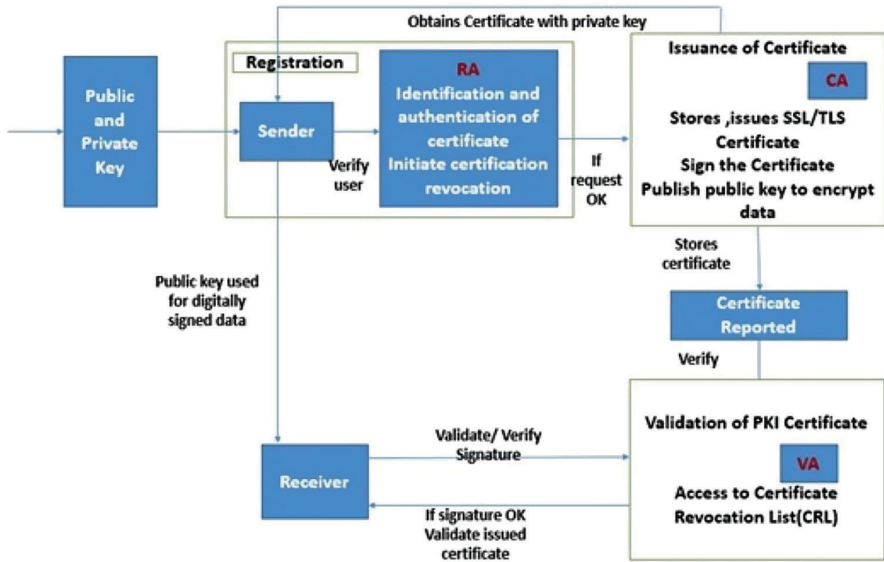 Obtains Certificate with private key
Public
and
Private
Key
Registration
Sender
Verify
user
RA
Identification and
authentication of
certificate
Initiate certification
revocation
If
request
OK
Issuance of Certificate
CA
Stores ,issues SSL/TLS
Certificate
Sign the Certificate
Publish public key to encrypt
data
Stores
certificate
Certificate
Reported
Verify
Public key used
for digitally
signed data
Receiver
Validate/ Verify
Signature
If signature OK
Validate issued
certificate
Validation of PKI Certificate
VA
Access to Certificate
Revocation List(CRL)